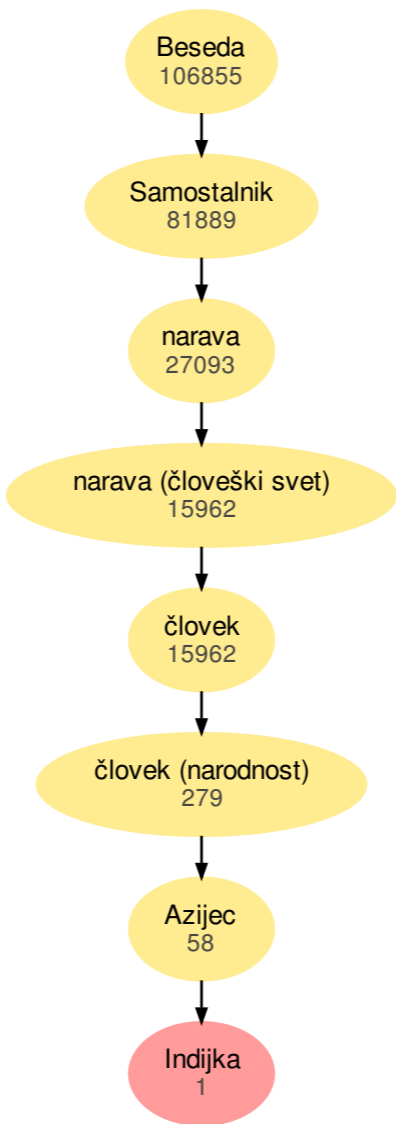 Beseda
106855
Samostalnik
81889
narava
27093
narava (človeški svet)
15962
človek
15962
človek (narodnost)
279
Azijec
58
Indijka
1